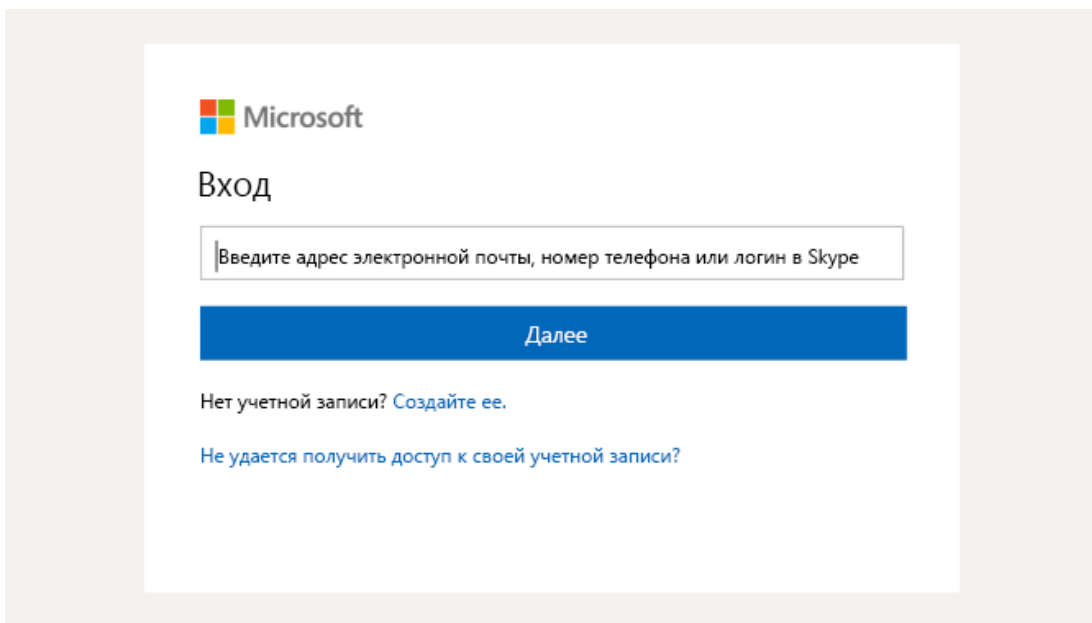 Microsoft
Вход
Введите адрес электронной почты, номер телефона или логин в Skype
Далее
Нет учетной записи? Создайте ее.
Не удается получить доступ к своей учетной записи?